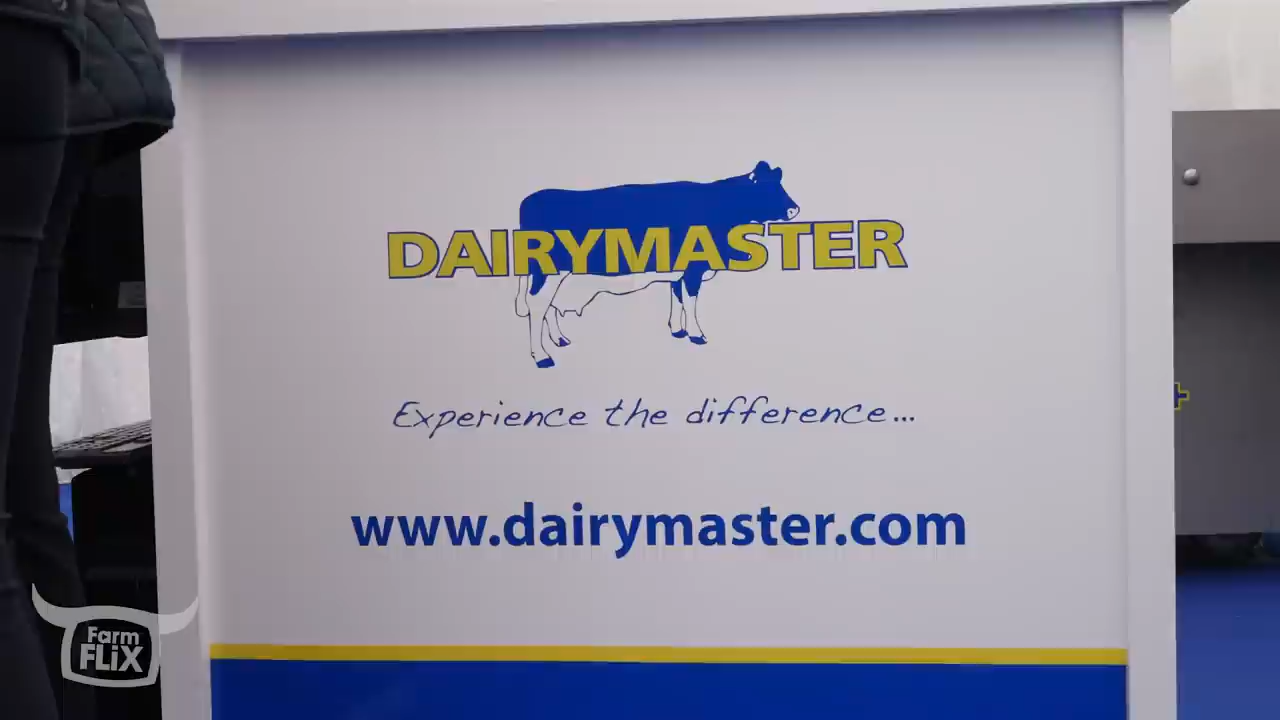 DAIRYMASTER
Experience the difference...
www.dairymaster.com
Farm
FLiX